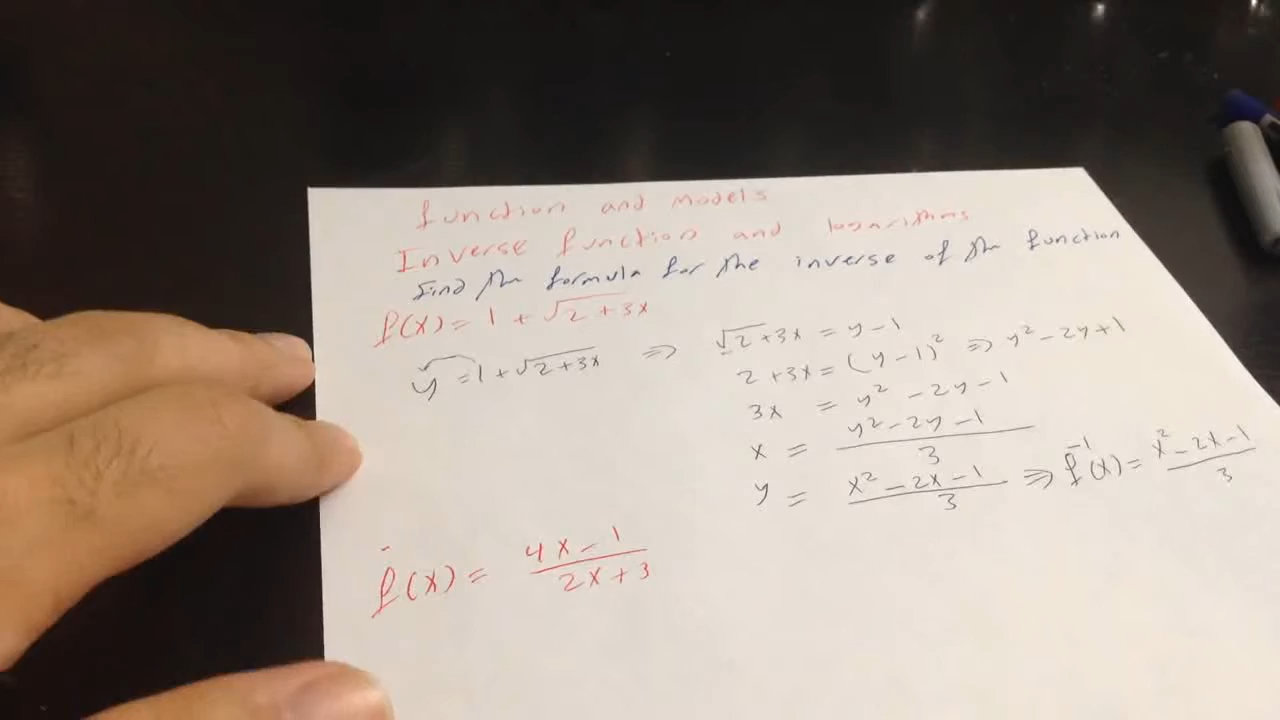 function and models
Inverse function and logarithms
Find the formula for the inverse of the function
f(x) = 1 + √2 + 3x
y = 1 + √2 + 3x ⇒ √2 + 3x = y - 1
2 + 3x = (y - 1)² ⇒ y² - 2y + 1
3x = y² - 2y - 1
x = y² - 2y - 1 / 3
y = x² - 2x - 1 / 3 ⇒ f⁻¹(x) = x² - 2x - 1 / 3
f(x) = 4x - 1 / 2x + 3